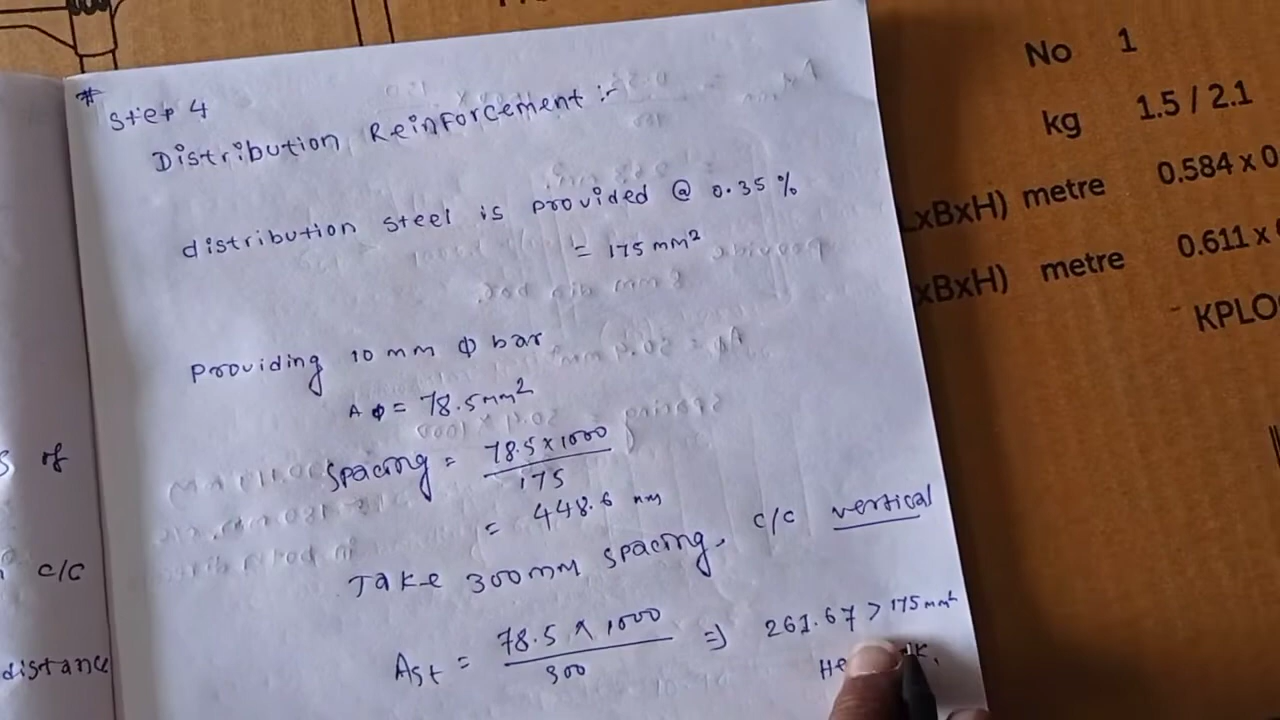 # Step 4
Distribution Reinforcement :-
distribution steel is provided @ 0.35 %
= 175 mm²
Providing 10 mm Φ bar
A Φ = 78.5 mm²
Spacing = 78.5 x 1000 / 175
= 448.6 mm
Take 300 mm spacing. c/c vertical
Ast = 78.5 x 1000 / 300 ⇒ 261.67 > 175 mm²
of
c/c
distance
No 1
kg 1.5 / 2.1
xBxH) metre 0.584 x 0
xBxH) metre 0.611 x
KPLO